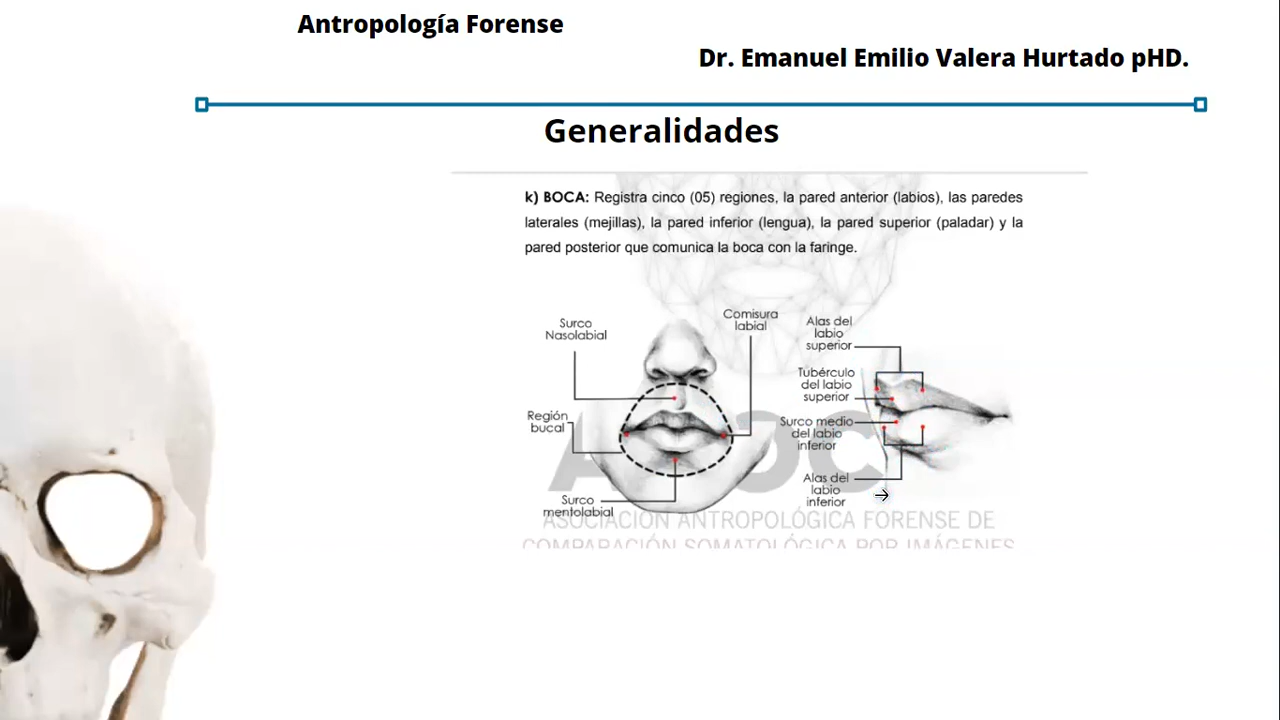 Antropología Forense
Dr. Emanuel Emilio Valera Hurtado pHD.
Generalidades
k) BOCA: Registra cinco (05) regiones, la pared anterior (labios), las paredes
laterales (mejillas), la pared inferior (lengua), la pared superior (paladar) y la
pared posterior que comunica la boca con la faringe.
Surco
Nasolabial
Comisura
labial
Región
bucal
Surco
mentolabial
Alas del
labio
superior
Tubérculo
del labio
superior
Surco medio
del labio
inferior
Alas del
labio
inferior
ASOCIACIÓN ANTROPOLÓGICA FORENSE DE
COMPARACIÓN SOMATOLÓGICA POR IMÁGENES